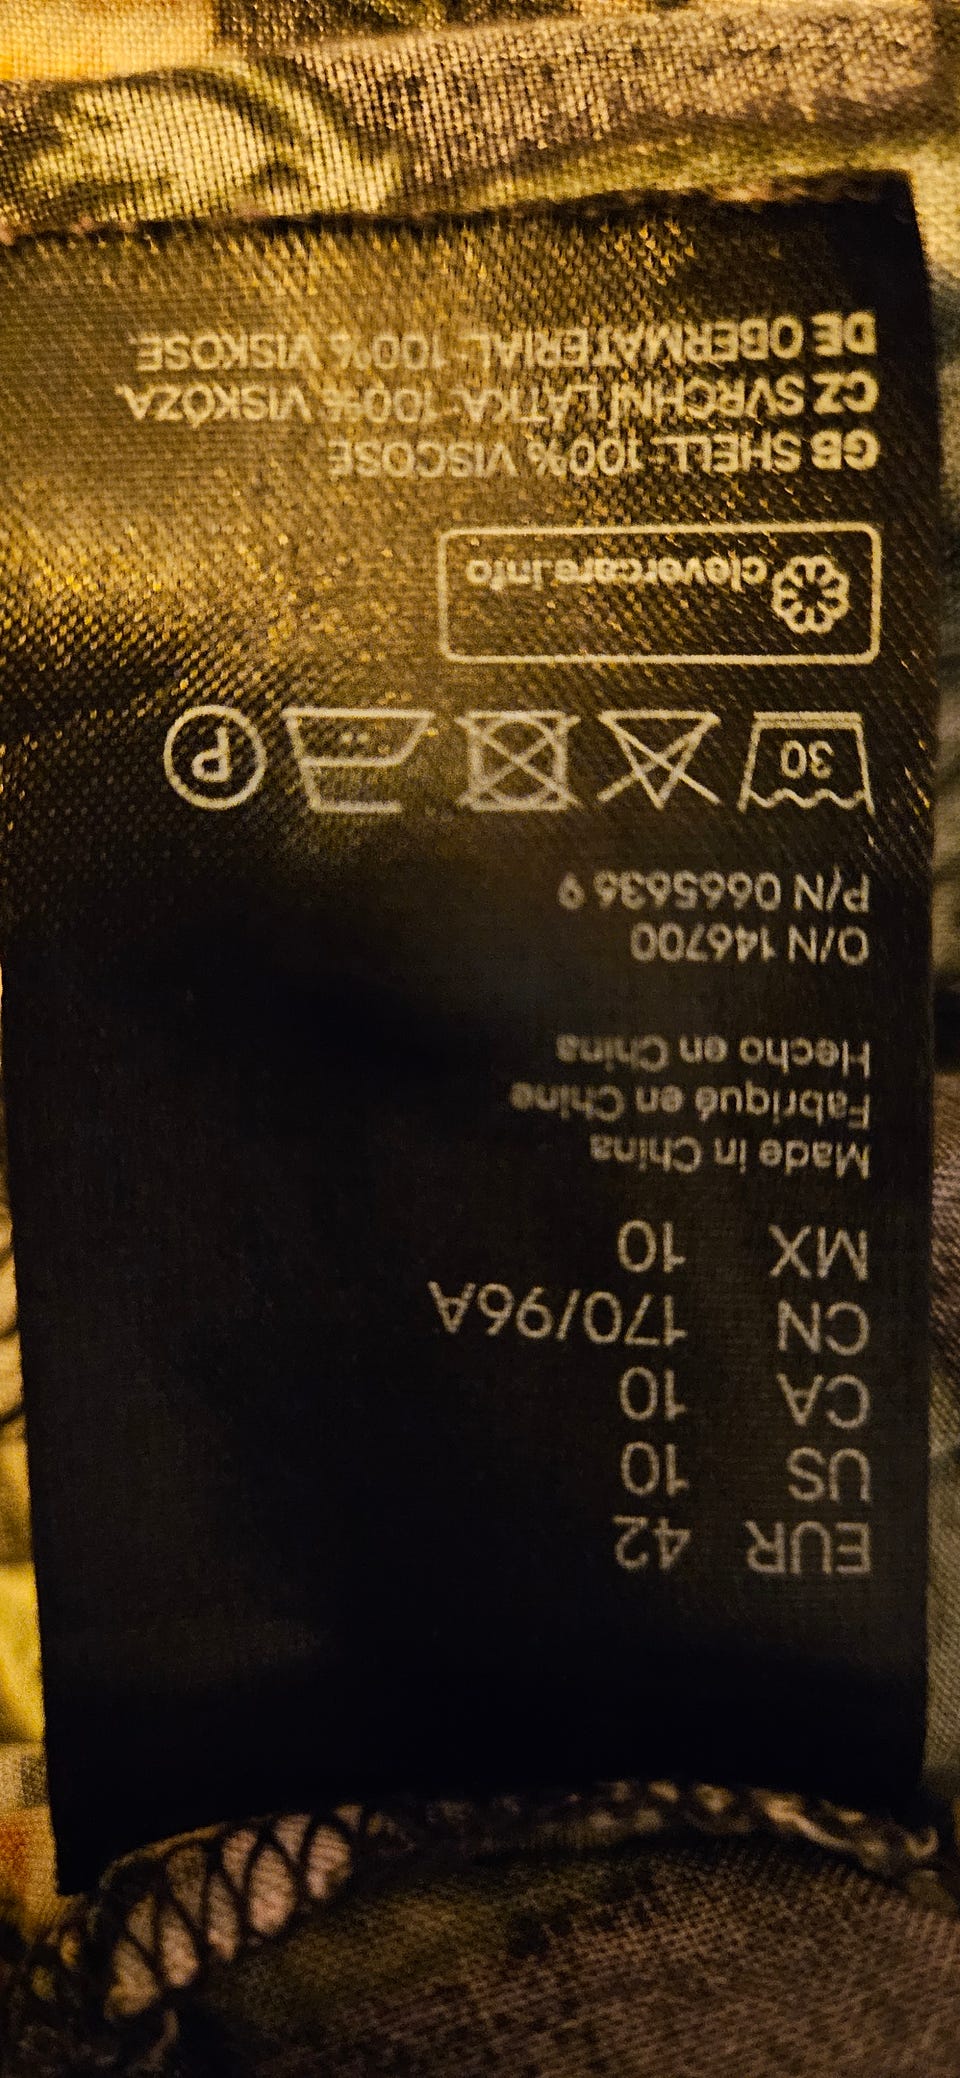 EUR 42
US 10
CA 10
CN 170/96A
MX 10
Made in China
Fabriqué en Chine
Hecho en China
O/N 146700
P/N 0665636 9
30
P
clevercare.info
GB SHELL: 100% VISCOSE
CZ SVRCHNÍ LÁTKA: 100% VISKÓZA
DE OBERMATERIAL: 100% VISKOSE